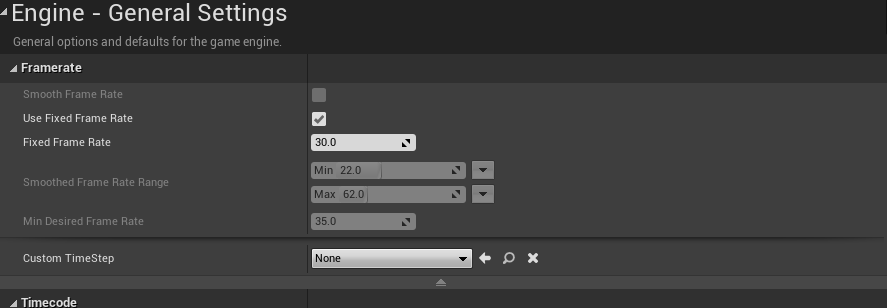 Engine - General Settings
General options and defaults for the game engine.
Framerate
Smooth Frame Rate
Use Fixed Frame Rate
Fixed Frame Rate 30.0
Smoothed Frame Rate Range
Min 22.0
Max 62.0
Min Desired Frame Rate 35.0
Custom TimeStep None
Timecode